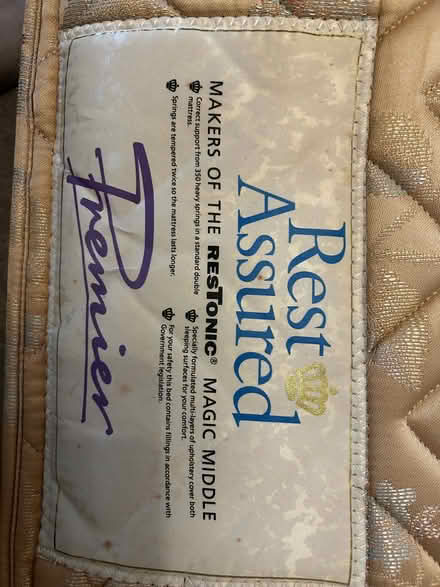 Rest
Assured
MAKERS OF THE RESTONIC® MAGIC MIDDLE
Correct support from 350 heavy springs in a standard double
mattress.
Springs are tempered twice so the mattress lasts longer.
Specially formulated multi-layers of upholstery cover both
sleeping surfaces for your comfort.
For your safety this bed contains fillings in accordance with
Government legislation.
Premier